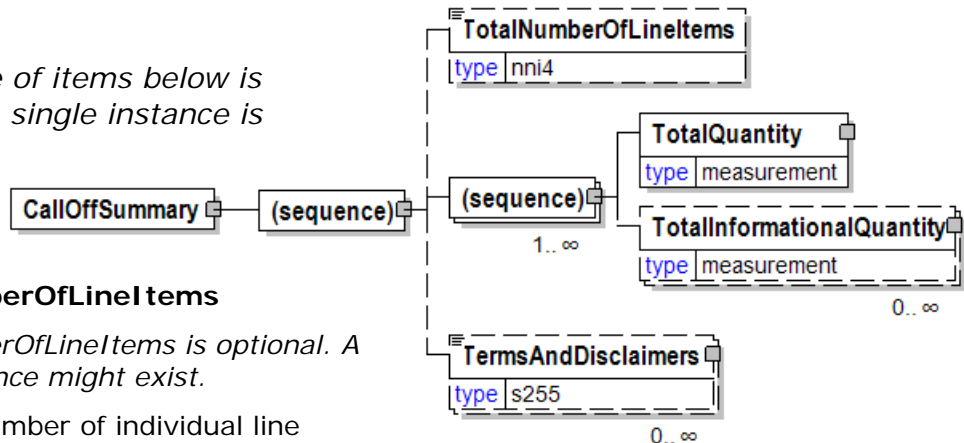 TotalNumberOfLineItems
type nni4
e of items below is
single instance is
TotalQuantity
type measurement
CallOffSummary
(sequence)
(sequence)
1.. ∞
TotalInformationalQuantity
type measurement
0.. ∞
berOfLineItems
erOfLineItems is optional. A
nce might exist.
mber of individual line
TermsAndDisclaimers
type s255
0.. ∞